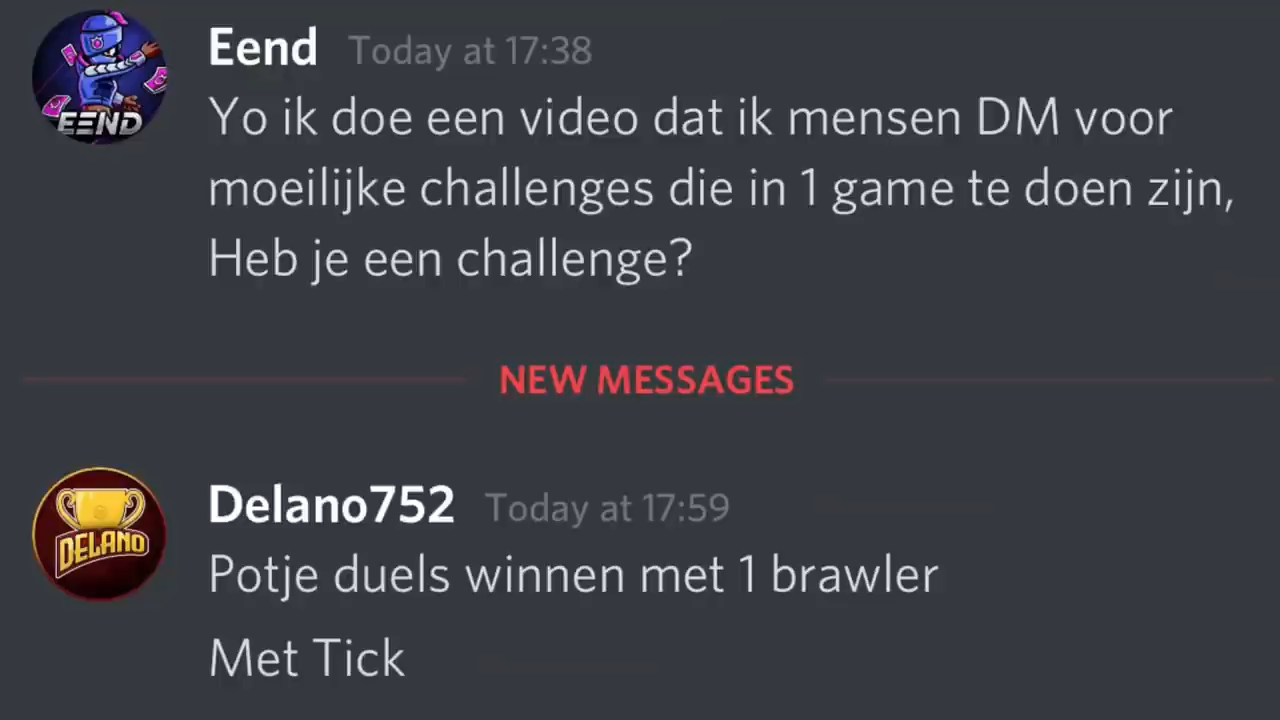 Eend Today at 17:38
EEND
Yo ik doe een video dat ik mensen DM voor
moeilijke challenges die in 1 game te doen zijn,
Heb je een challenge?
NEW MESSAGES
Delano752 Today at 17:59
DELANO
Potje duels winnen met 1 brawler
Met Tick